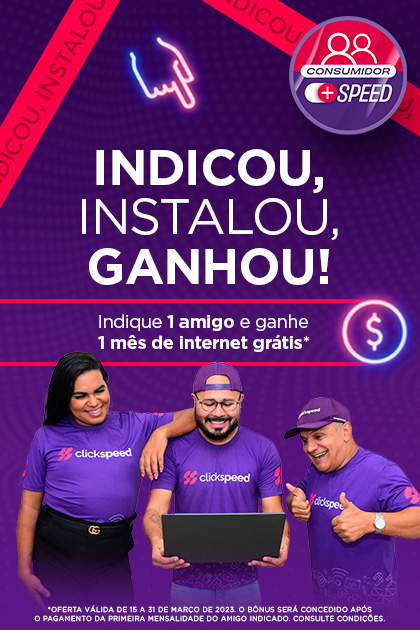 INDICOU, INSTALOU
INDICOU,
CONSUMIDOR
+SPEED
INDICOU,
INSTALOU,
GANHOU!
Indique 1 amigo e ganhe
1 mês de internet grátis*
$
clickspeed
clickspeed
clickspeed
*OFERTA VÁLIDA DE 15 A 31 DE MARÇO DE 2023. O BÔNUS SERÁ CONCEDIDO APÓS
O PAGAMENTO DA PRIMEIRA MENSALIDADE DO AMIGO INDICADO. CONSULTE CONDIÇÕES.